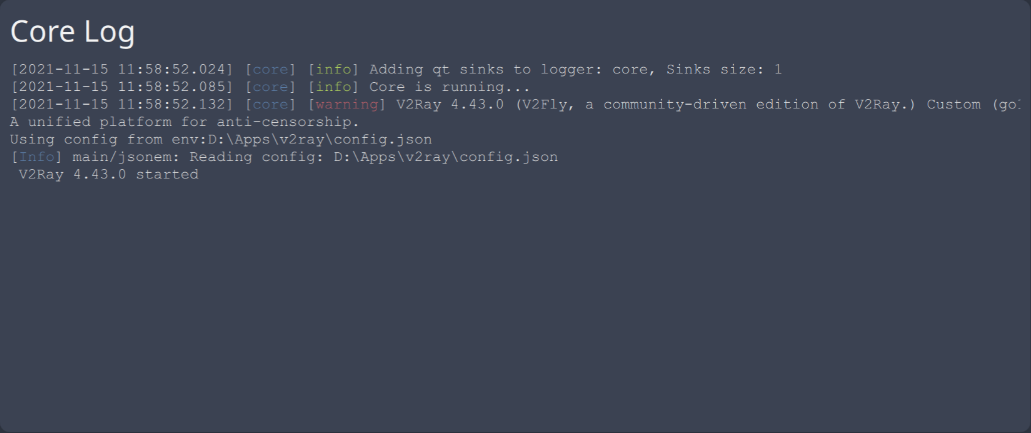 Core Log
[2021-11-15 11:58:52.024] [core] [info] Adding qt sinks to logger: core, Sinks size: 1
[2021-11-15 11:58:52.085] [core] [info] Core is running...
[2021-11-15 11:58:52.132] [core] [warning] V2Ray 4.43.0 (V2Fly, a community-driven edition of V2Ray.) Custom (go
A unified platform for anti-censorship.
Using config from env:D:\Apps\v2ray\config.json
[Info] main/jsonem: Reading config: D:\Apps\v2ray\config.json
V2Ray 4.43.0 started